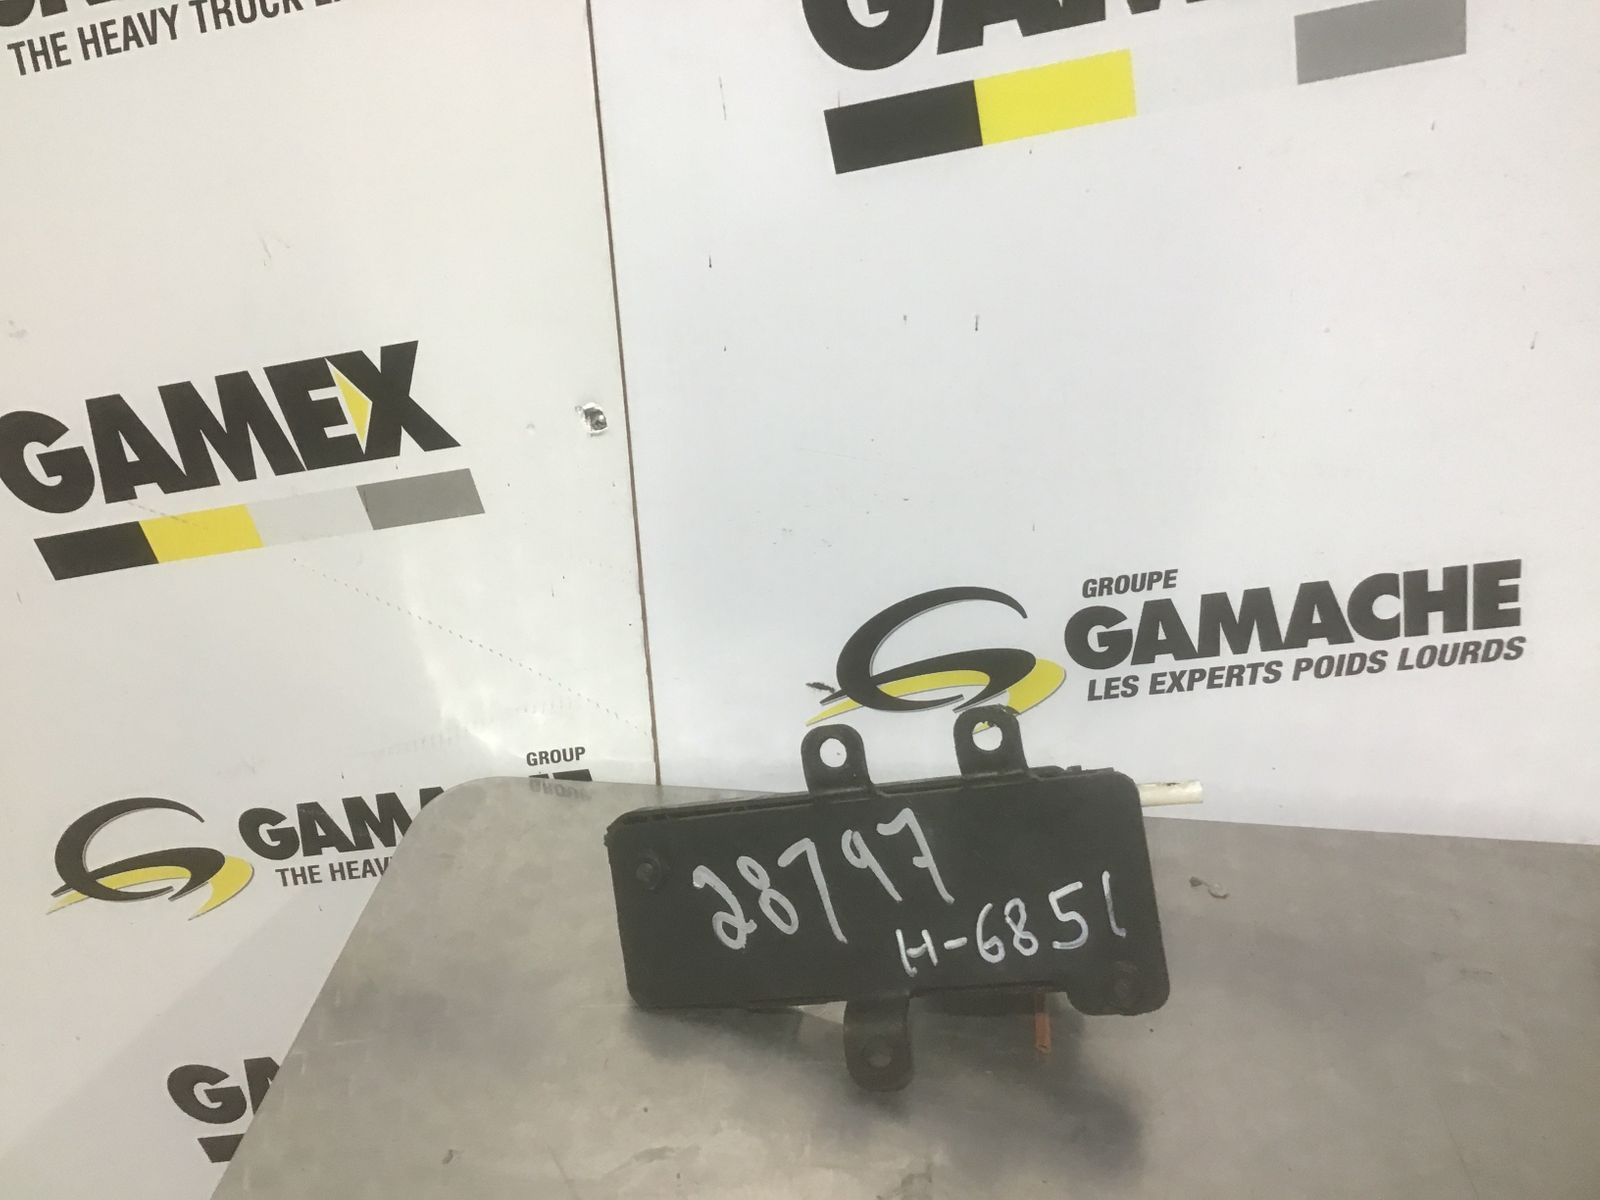 THE HEAVY TRUCK
GAMEX
GROUPE
GAMACHE
LES EXPERTS POIDS LOURDS
GROUP
GAM
THE HEAV
28797
H-6851